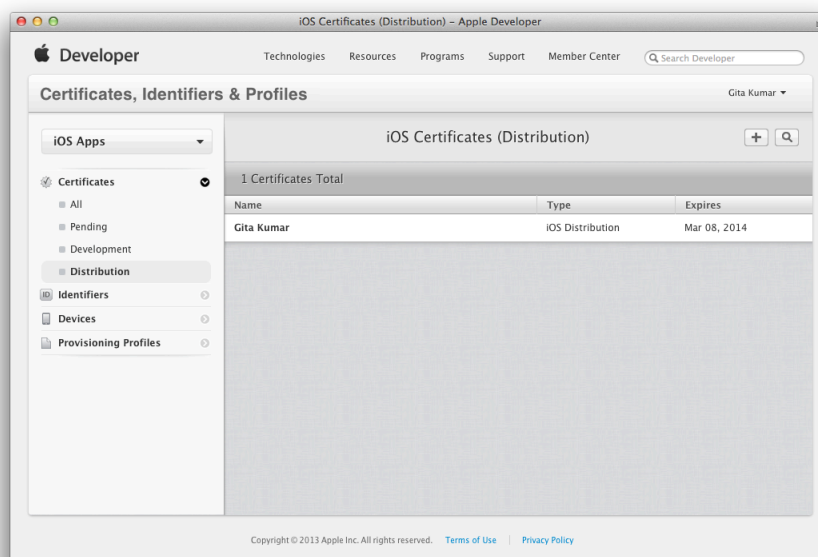 iOS Certificates (Distribution) – Apple Developer
Developer
Technologies Resources Programs Support Member Center Search Developer
Certificates, Identifiers & Profiles
Gita Kumar
iOS Apps
iOS Certificates (Distribution)
Certificates
All
Pending
Development
Distribution
ID Identifiers
Devices
Provisioning Profiles
1 Certificates Total
Name Type Expires
Gita Kumar iOS Distribution Mar 08, 2014
Copyright © 2013 Apple Inc. All rights reserved. Terms of Use | Privacy Policy